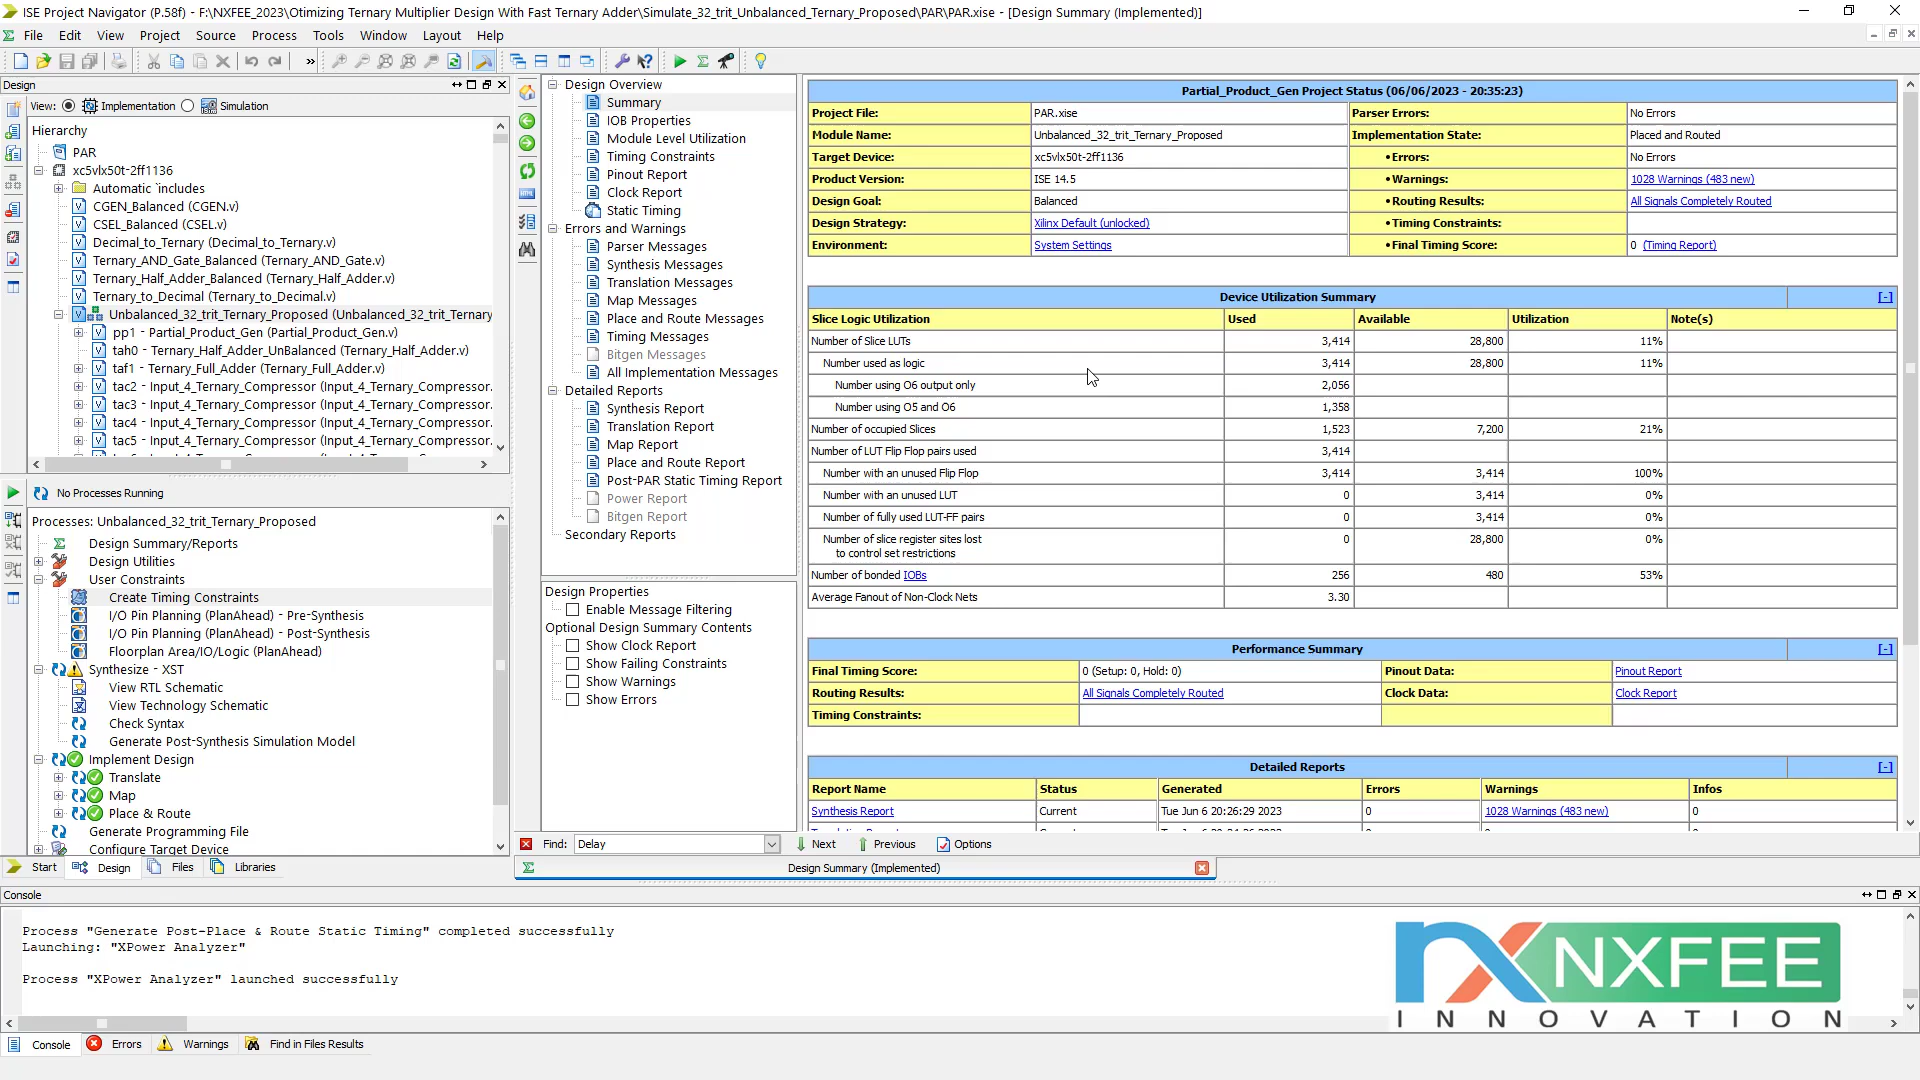 ISE Project Navigator (P.58f) - F:\NXFEE_2023\Otimizing Ternary Multiplier Design With Fast Ternary Adder\Simulate_32_trit_Unbalanced_Ternary_Proposed\PAR\PAR.xise - [Design Summary (Implemented)]
File Edit View Project Source Process Tools Window Layout Help
Design
View: Implementation Simulation
Hierarchy
PAR
xc5vlx50t-2ff1136
Automatic `includes
CGEN_Balanced (CGEN.v)
CSEL_Balanced (CSEL.v)
Decimal_to_Ternary (Decimal_to_Ternary.v)
Ternary_AND_Gate_Balanced (Ternary_AND_Gate.v)
Ternary_Half_Adder_Balanced (Ternary_Half_Adder.v)
Ternary_to_Decimal (Ternary_to_Decimal.v)
Unbalanced_32_trit_Ternary_Proposed (Unbalanced_32_trit_Ternary
pp1 - Partial_Product_Gen (Partial_Product_Gen.v)
tah0 - Ternary_Half_Adder_UnBalanced (Ternary_Half_Adder.v)
taf1 - Ternary_Full_Adder (Ternary_Full_Adder.v)
tac2 - Input_4_Ternary_Compressor (Input_4_Ternary_Compressor.
tac3 - Input_4_Ternary_Compressor (Input_4_Ternary_Compressor.
tac4 - Input_4_Ternary_Compressor (Input_4_Ternary_Compressor.
tac5 - Input_4_Ternary_Compressor (Input_4_Ternary_Compressor.
No Processes Running
Processes: Unbalanced_32_trit_Ternary_Proposed
Design Summary/Reports
Design Utilities
User Constraints
Create Timing Constraints
I/O Pin Planning (PlanAhead) - Pre-Synthesis
I/O Pin Planning (PlanAhead) - Post-Synthesis
Floorplan Area/IO/Logic (PlanAhead)
Synthesize - XST
View RTL Schematic
View Technology Schematic
Check Syntax
Generate Post-Synthesis Simulation Model
Implement Design
Translate
Map
Place & Route
Generate Programming File
Configure Target Device
Start Design Files Libraries
Design Overview
Summary
IOB Properties
Module Level Utilization
Timing Constraints
Pinout Report
Clock Report
Static Timing
Errors and Warnings
Parser Messages
Synthesis Messages
Translation Messages
Map Messages
Place and Route Messages
Timing Messages
Bitgen Messages
All Implementation Messages
Detailed Reports
Synthesis Report
Translation Report
Map Report
Place and Route Report
Post-PAR Static Timing Report
Power Report
Bitgen Report
Secondary Reports
Design Properties
Enable Message Filtering
Optional Design Summary Contents
Show Clock Report
Show Failing Constraints
Show Warnings
Show Errors
Partial_Product_Gen Project Status (06/06/2023 - 20:35:23)
Project File: PAR.xise Parser Errors: No Errors
Module Name: Unbalanced_32_trit_Ternary_Proposed Implementation State: Placed and Routed
Target Device: xc5vlx50t-2ff1136 •Errors: No Errors
Product Version: ISE 14.5 •Warnings: 1028 Warnings (483 new)
Design Goal: Balanced •Routing Results: All Signals Completely Routed
Design Strategy: Xilinx Default (unlocked) •Timing Constraints:
Environment: System Settings •Final Timing Score: 0 (Timing Report)
Device Utilization Summary [-]
Slice Logic Utilization Used Available Utilization Note(s)
Number of Slice LUTs 3,414 28,800 11%
Number used as logic 3,414 28,800 11%
Number using O6 output only 2,056
Number using O5 and O6 1,358
Number of occupied Slices 1,523 7,200 21%
Number of LUT Flip Flop pairs used 3,414
Number with an unused Flip Flop 3,414 3,414 100%
Number with an unused LUT 0 3,414 0%
Number of fully used LUT-FF pairs 0 3,414 0%
Number of slice register sites lost 0 28,800 0%
to control set restrictions
Number of bonded IOBs 256 480 53%
Average Fanout of Non-Clock Nets 3.30
Performance Summary [-]
Final Timing Score: 0 (Setup: 0, Hold: 0) Pinout Data: Pinout Report
Routing Results: All Signals Completely Routed Clock Data: Clock Report
Timing Constraints:
Detailed Reports [-]
Report Name Status Generated Errors Warnings Infos
Synthesis Report Current Tue Jun 6 20:26:29 2023 0 1028 Warnings (483 new) 0
Find: Delay Next Previous Options
Design Summary (Implemented)
Console
Process "Generate Post-Place & Route Static Timing" completed successfully
Launching: "XPower Analyzer"
Process "XPower Analyzer" launched successfully
NXFEE
INNOVATION
Console Errors Warnings Find in Files Results